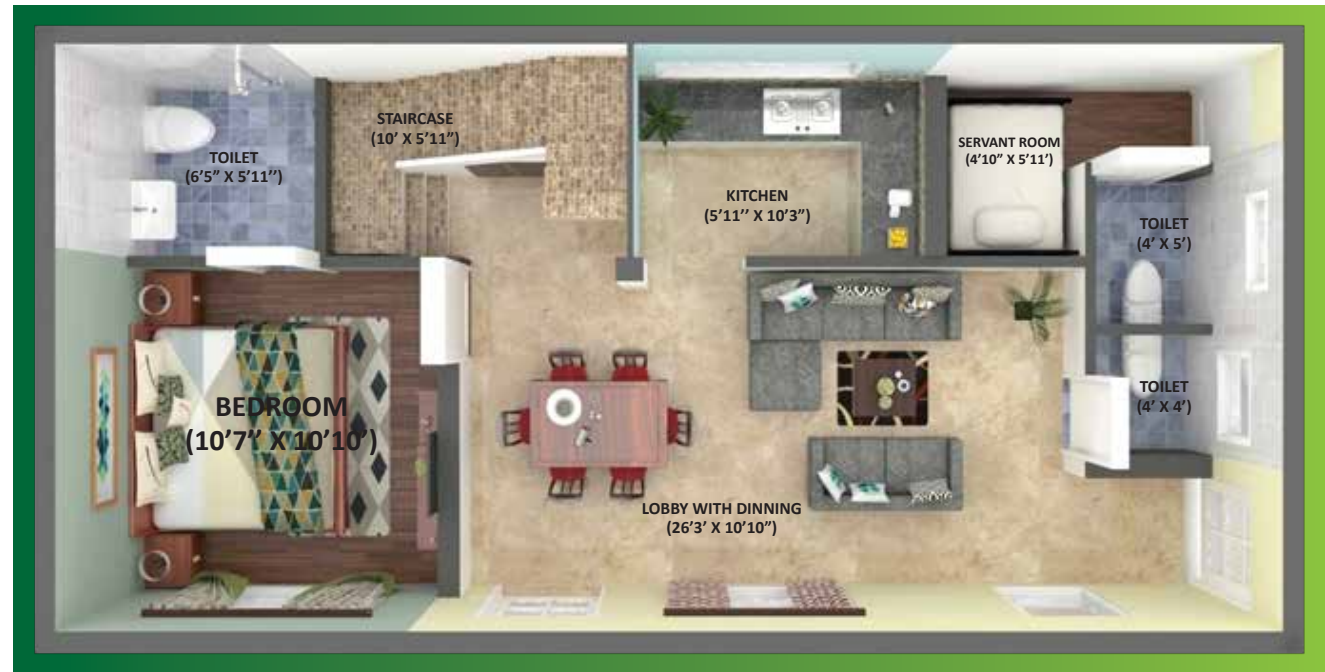 STAIRCASE
(10' X 5'11")
TOILET
(6'5" X 5'11'')
SERVANT ROOM
(4'10" X 5'11')
KITCHEN
(5'11'' X 10'3")
TOILET
(4' X 5')
BEDROOM
(10'7" X 10'10')
TOILET
(4' X 4')
LOBBY WITH DINNING
(26'3' X 10'10")